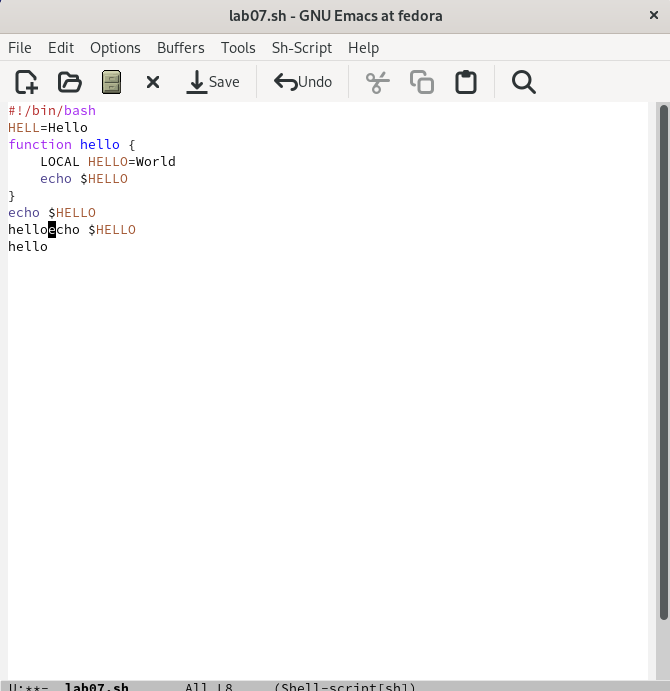 lab07.sh - GNU Emacs at fedora
File Edit Options Buffers Tools Sh-Script Help
Save Undo
#!/bin/bash
HELL=Hello
function hello {
    LOCAL HELLO=World
    echo $HELLO
}
echo $HELLO
helloecho $HELLO
hello
U:**- lab07.sh All L8 (Shell-script[sh])